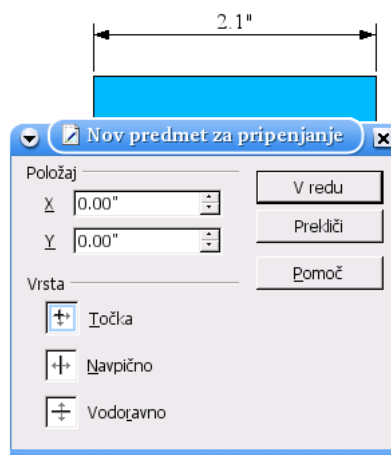 2.1"
Nov predmet za pripenjanje
Položaj
X 0.00"
Y 0.00"
V redu
Prekliči
Pomoč
Vrsta
Točka
Navpično
Vodoravno